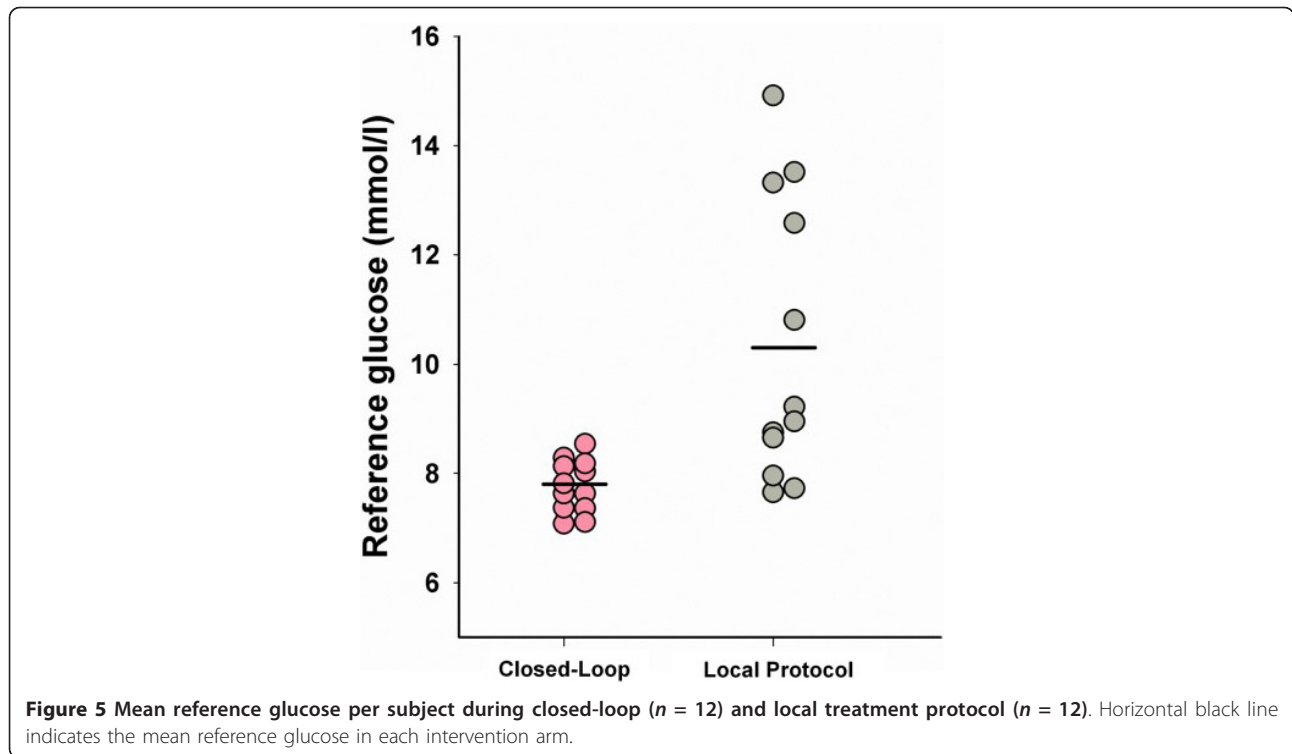 Reference glucose (mmol/l)
16
14
12
10
8
6
Closed-Loop
Local Protocol
Figure 5 Mean reference glucose per subject during closed-loop (n = 12) and local treatment protocol (n = 12). Horizontal black line
indicates the mean reference glucose in each intervention arm.